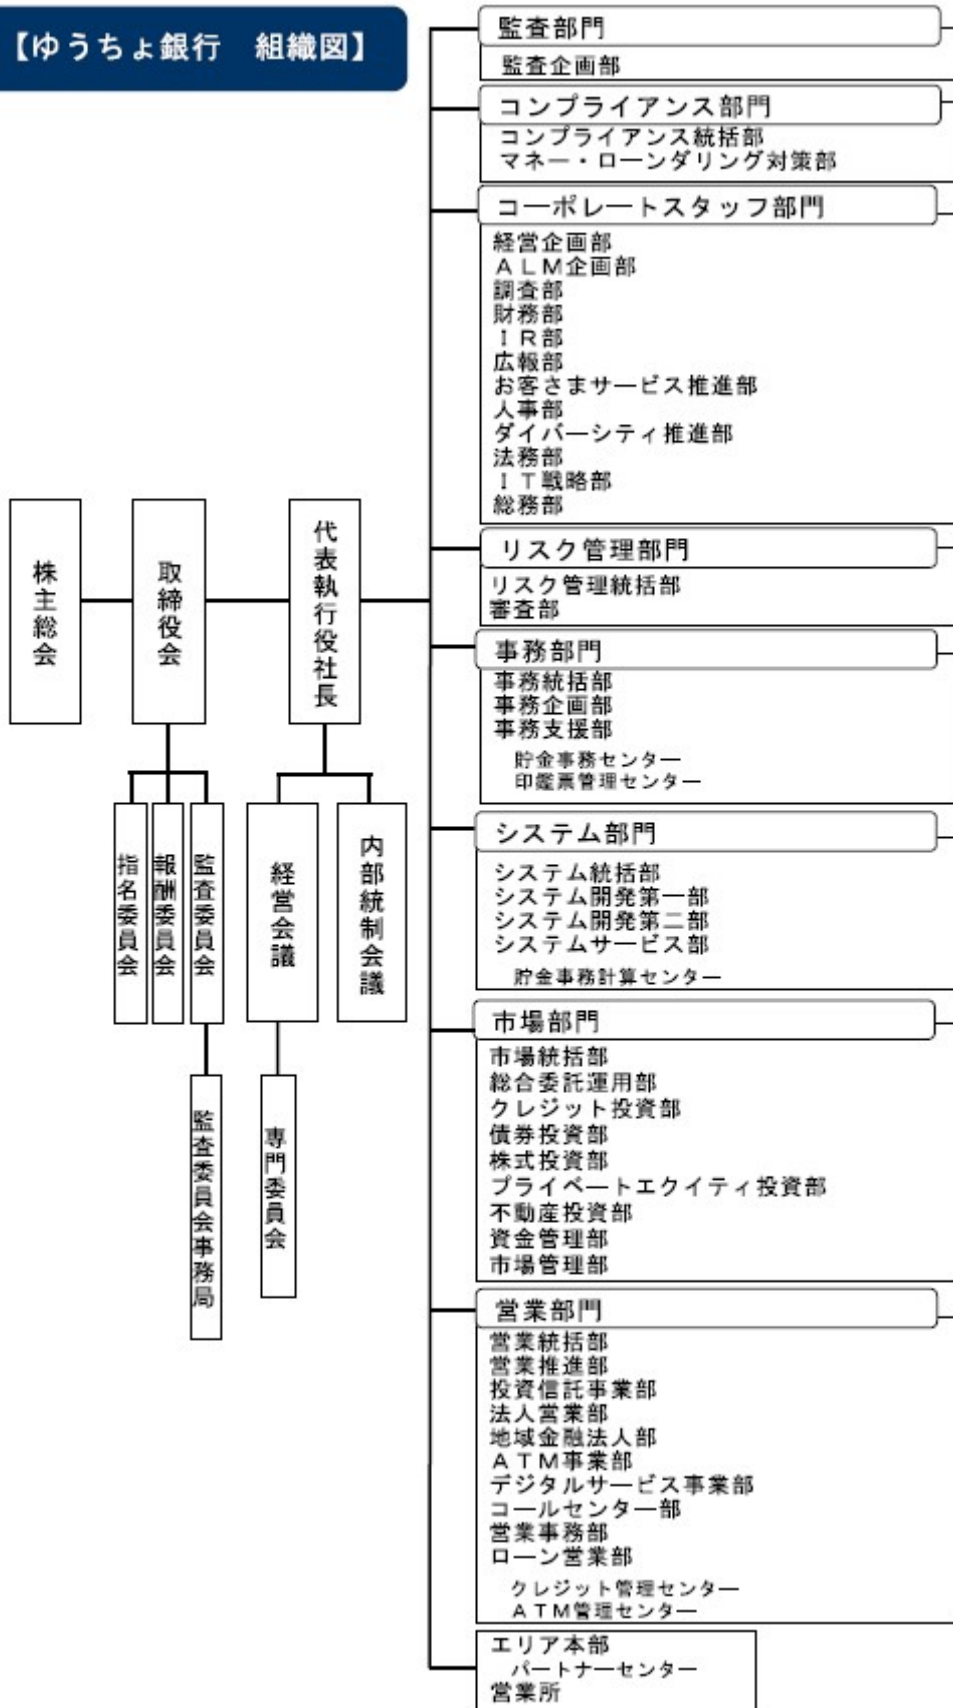 【ゆうちょ銀行　組織図】
株主総会
取締役会
代表執行役社長
指名委員会
報酬委員会
監査委員会
経営会議
内部統制会議
監査委員会事務局
専門委員会
監査部門
監査企画部
コンプライアンス部門
コンプライアンス統括部
マネー・ローンダリング対策部
コーポレートスタッフ部門
経営企画部
ＡＬＭ企画部
調査部
財務部
ＩＲ部
広報部
お客さまサービス推進部
人事部
ダイバーシティ推進部
法務部
ＩＴ戦略部
総務部
リスク管理部門
リスク管理統括部
審査部
事務部門
事務統括部
事務企画部
事務支援部
貯金事務センター
印鑑票管理センター
システム部門
システム統括部
システム開発第一部
システム開発第二部
システムサービス部
貯金事務計算センター
市場部門
市場統括部
総合委託運用部
クレジット投資部
債券投資部
株式投資部
プライベートエクイティ投資部
不動産投資部
資金管理部
市場管理部
営業部門
営業統括部
営業推進部
投資信託事業部
法人営業部
地域金融法人部
ＡＴＭ事業部
デジタルサービス事業部
コールセンター部
営業事務部
ローン営業部
クレジット管理センター
ＡＴＭ管理センター
エリア本部
パートナーセンター
営業所